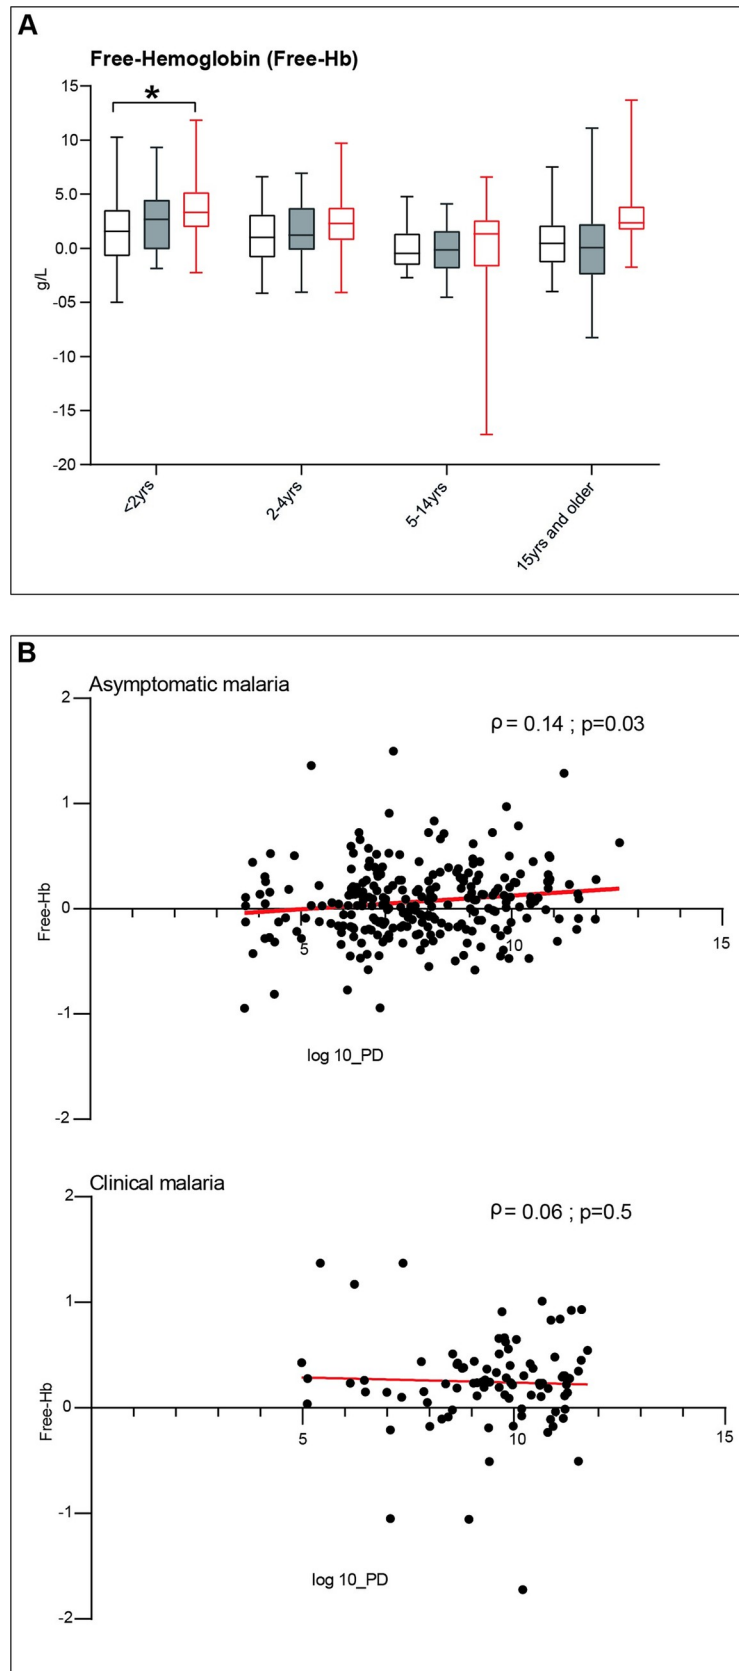 A
Free-Hemoglobin (Free-Hb)
15
10
5.0
0.0
-05
-10
-15
-20
g/L
*
<2yrs
2-4yrs
5-14yrs
15yrs and older
B
Asymptomatic malaria
ρ = 0.14 ; p=0.03
2
1
0
-1
-2
Free-Hb
5
10
15
log 10_PD
Clinical malaria
ρ = 0.06 ; p=0.5
2
1
0
-1
-2
Free-Hb
5
10
15
log 10_PD